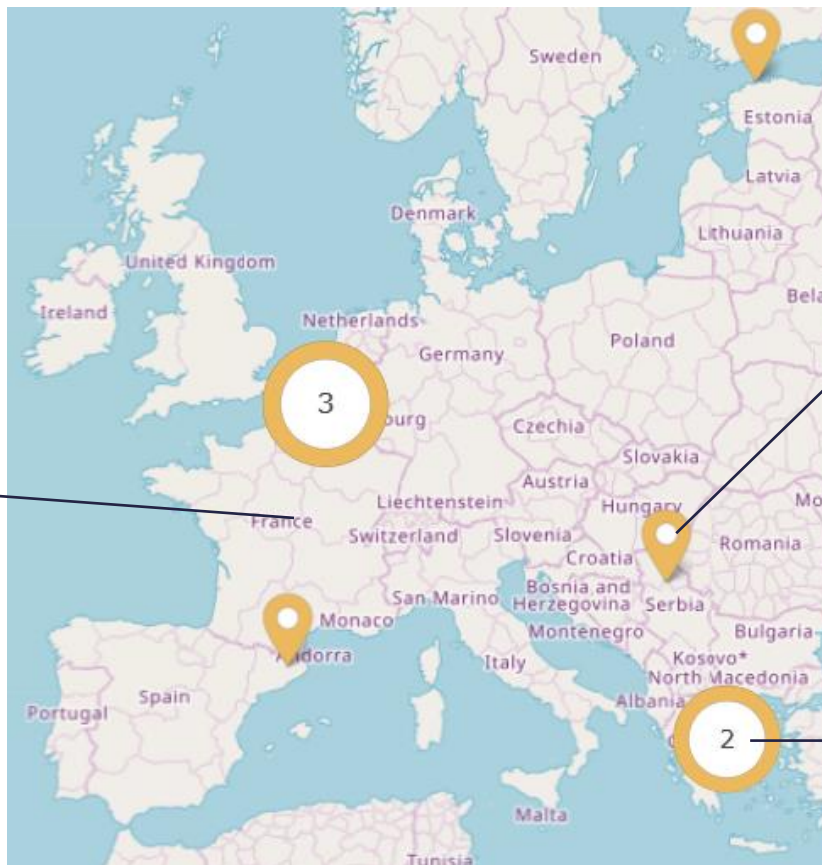 Sweden
Estonia
Latvia
Denmark
Lithuania
United Kingdom
Bela
Ireland
Netherlands
Poland
Germany
3
burg
Czechia
Slovakia
Austria
Liechtenstein
Hungary
Mo
France
Switzerland
Slovenia
Romania
Croatia
Bosnia and
Herzegovina
San Marino
Serbia
Monaco
Montenegro
Bulgaria
Andorra
Italy
Kosovo*
North Macedonia
Spain
Albania
Portugal
2
Malta
Tunisia